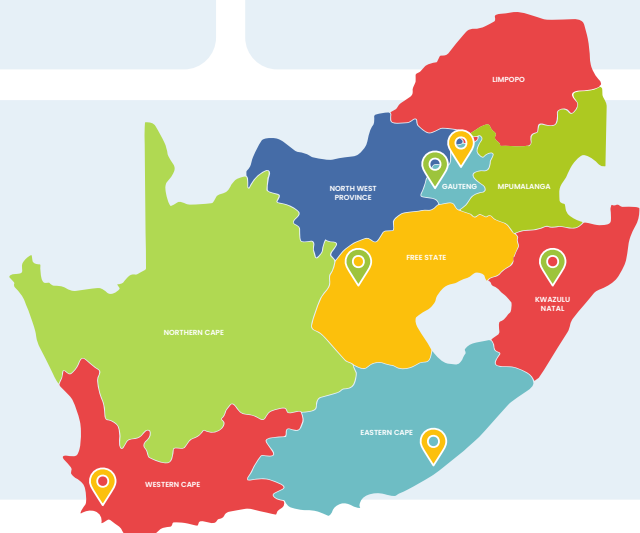 LIMPOPO
NORTH WEST
PROVINCE
GAUTENG
MPUMALANGA
FREE STATE
KWAZULU
NATAL
NORTHERN CAPE
EASTERN CAPE
WESTERN CAPE